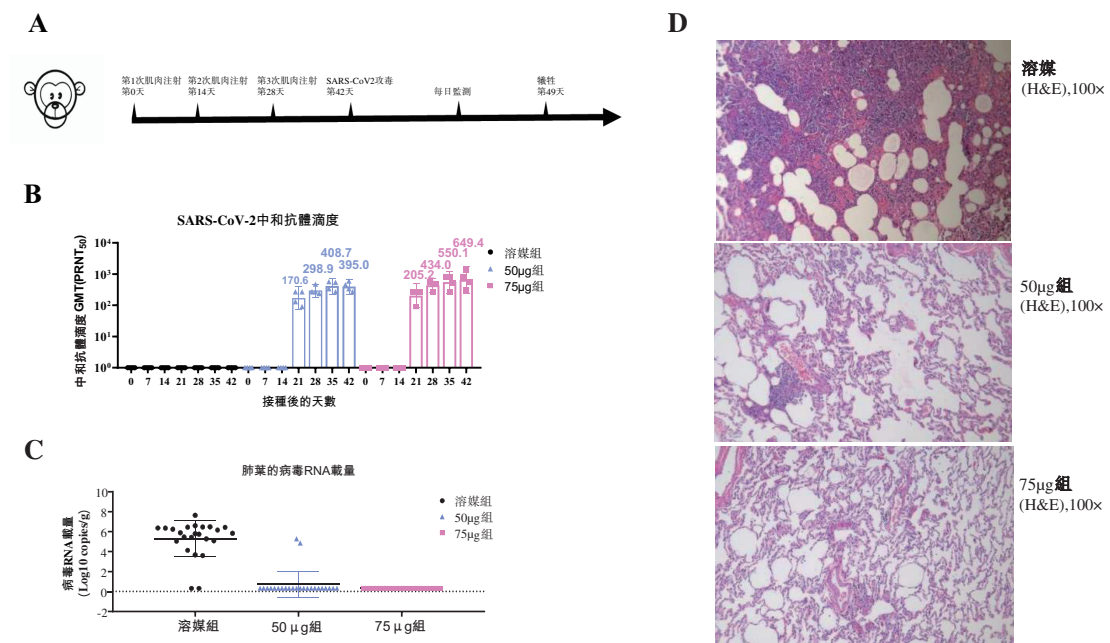 A
第1次肌肉注射 第2次肌肉注射 第3次肌肉注射 SARS-CoV2攻毒 犧牲
第0天 第14天 第28天 第42天 每日監測 第49天
B
SARS-CoV-2中和抗體滴度
中和抗體滴度 GMT(PRNT50)
10⁴
10³
10²
10¹
10⁰
170.6 298.9 408.7 395.0 205.2 434.0 550.1 649.4
溶媒組
50μg組
75μg組
0 7 14 21 28 35 42 0 7 14 21 28 35 42 0 7 14 21 28 35 42
接種後的天數
C
肺葉的病毒RNA載量
病毒RNA載量
(Log10 copies/g)
10
8
6
4
2
0
-2
溶媒組
50μg組
75μg組
溶媒組 50 μg組 75 μg組
D
溶媒
(H&E),100×
50μg組
(H&E),100×
75μg組
(H&E),100×